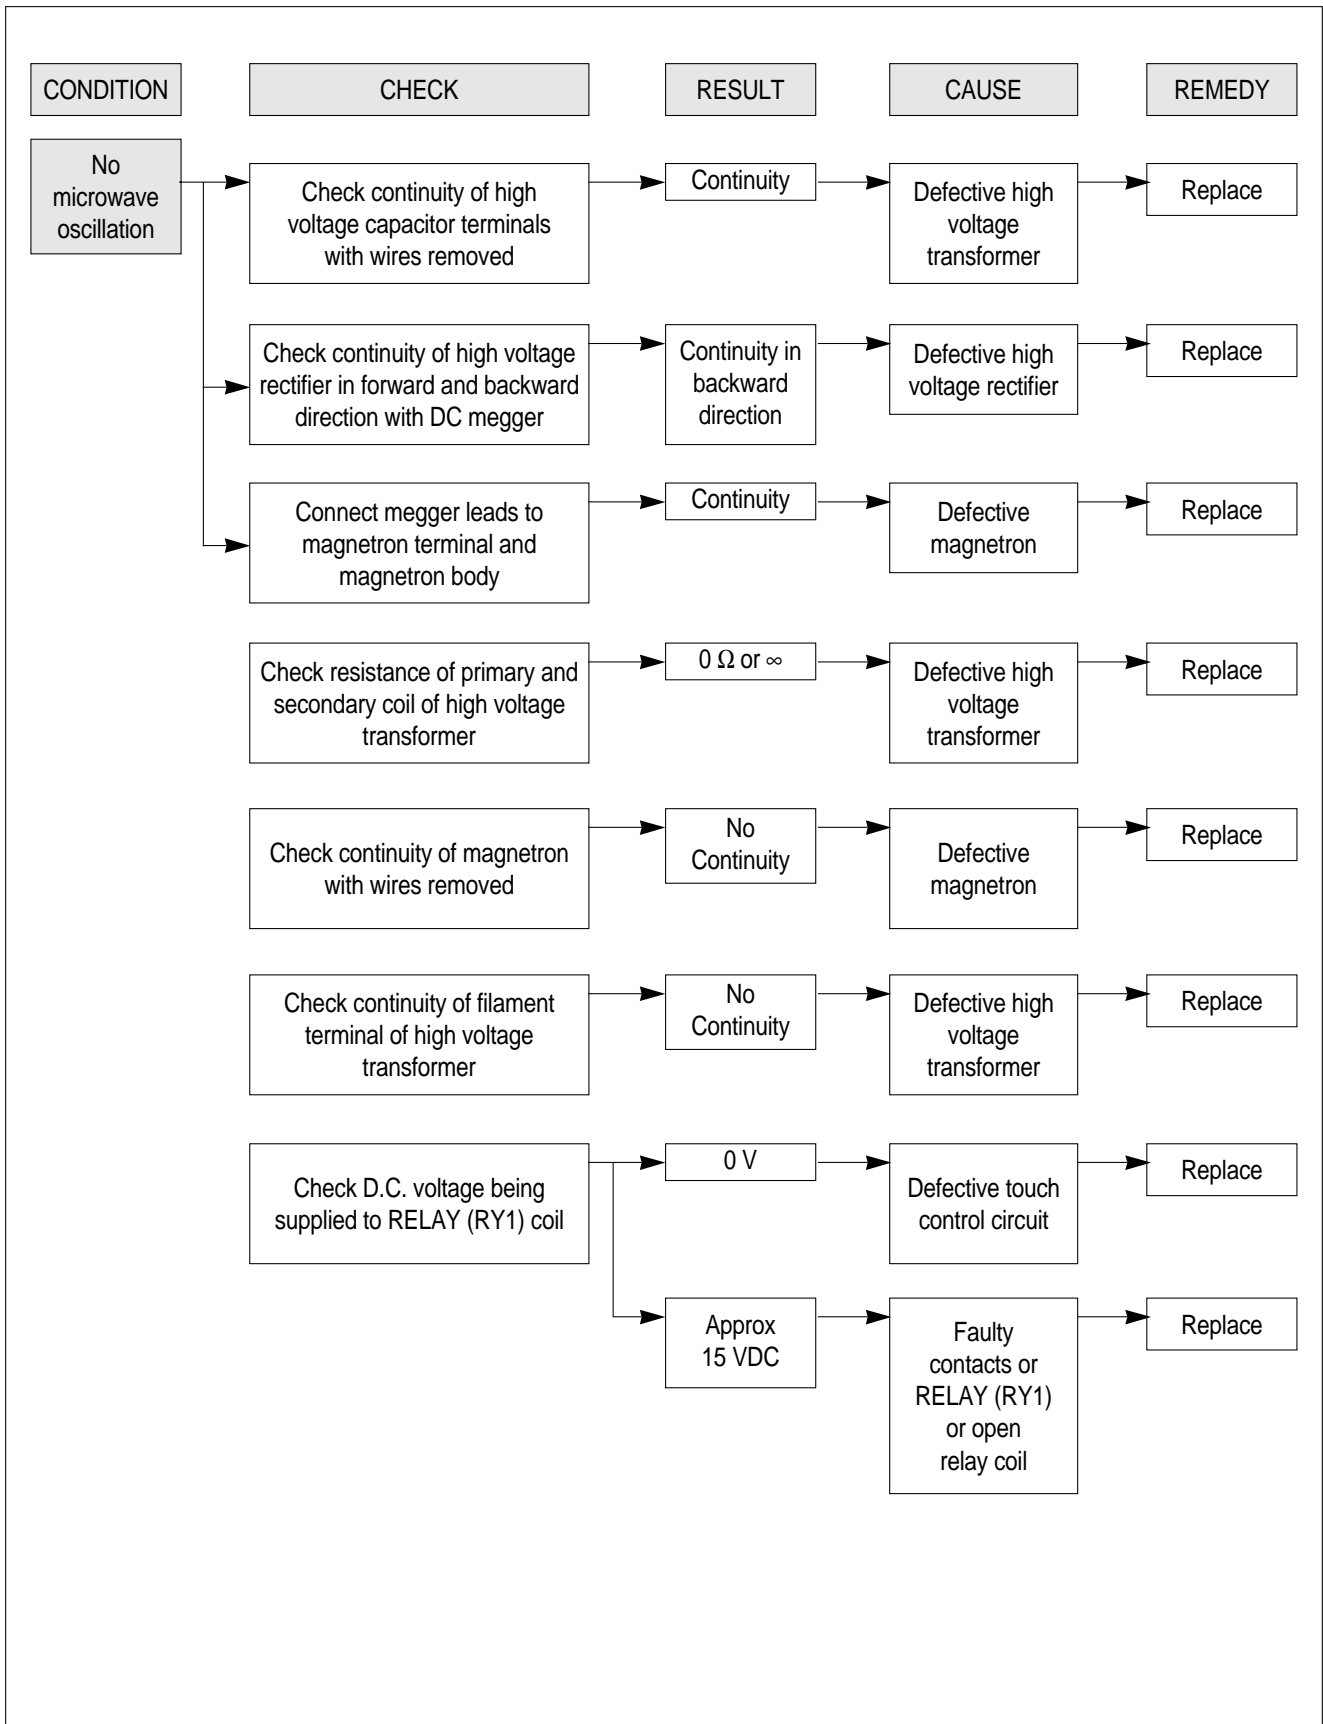 CONDITION
CHECK
RESULT
CAUSE
REMEDY
No
microwave
oscillation
Check continuity of high
voltage capacitor terminals
with wires removed
Continuity
Defective high
voltage
transformer
Replace
Check continuity of high voltage
rectifier in forward and backward
direction with DC megger
Continuity in
backward
direction
Defective high
voltage rectifier
Replace
Connect megger leads to
magnetron terminal and
magnetron body
Continuity
Defective
magnetron
Replace
Check resistance of primary and
secondary coil of high voltage
transformer
0 Ω or ∞
Defective high
voltage
transformer
Replace
Check continuity of magnetron
with wires removed
No
Continuity
Defective
magnetron
Replace
Check continuity of filament
terminal of high voltage
transformer
No
Continuity
Defective high
voltage
transformer
Replace
Check D.C. voltage being
supplied to RELAY (RY1) coil
0 V
Defective touch
control circuit
Replace
Approx
15 VDC
Faulty
contacts or
RELAY (RY1)
or open
relay coil
Replace